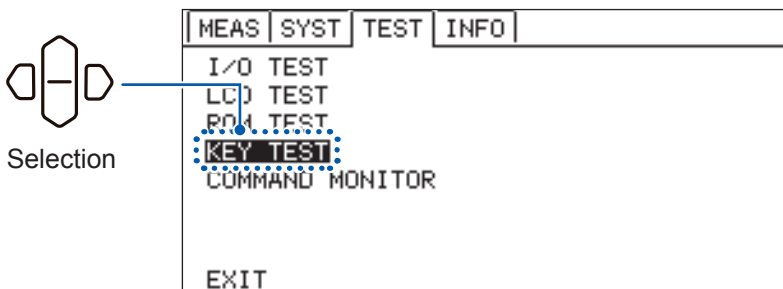 MEAS SYST TEST INFO
I/O TEST
LCD TEST
ROM TEST
Selection
KEY TEST
COMMAND MONITOR
EXIT